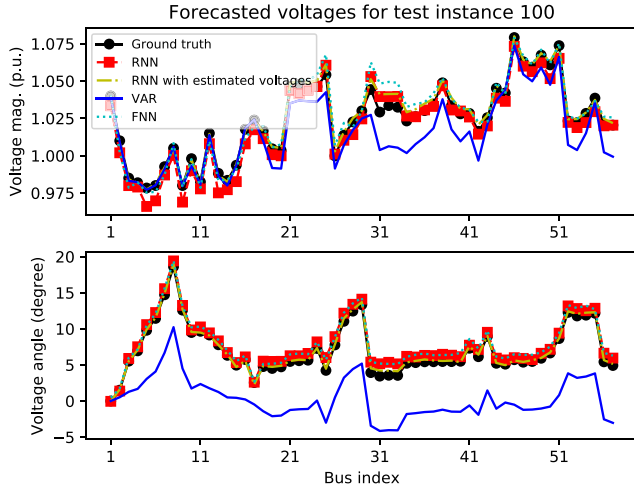 Forecasted voltages for test instance 100
Voltage mag. (p.u.)
1.075
1.050
1.025
1.000
0.975
Ground truth
RNN
RNN with estimated voltages
VAR
FNN
1 11 21 31 41 51
Voltage angle (degree)
20
15
10
5
0
−5
1 11 21 31 41 51
Bus index